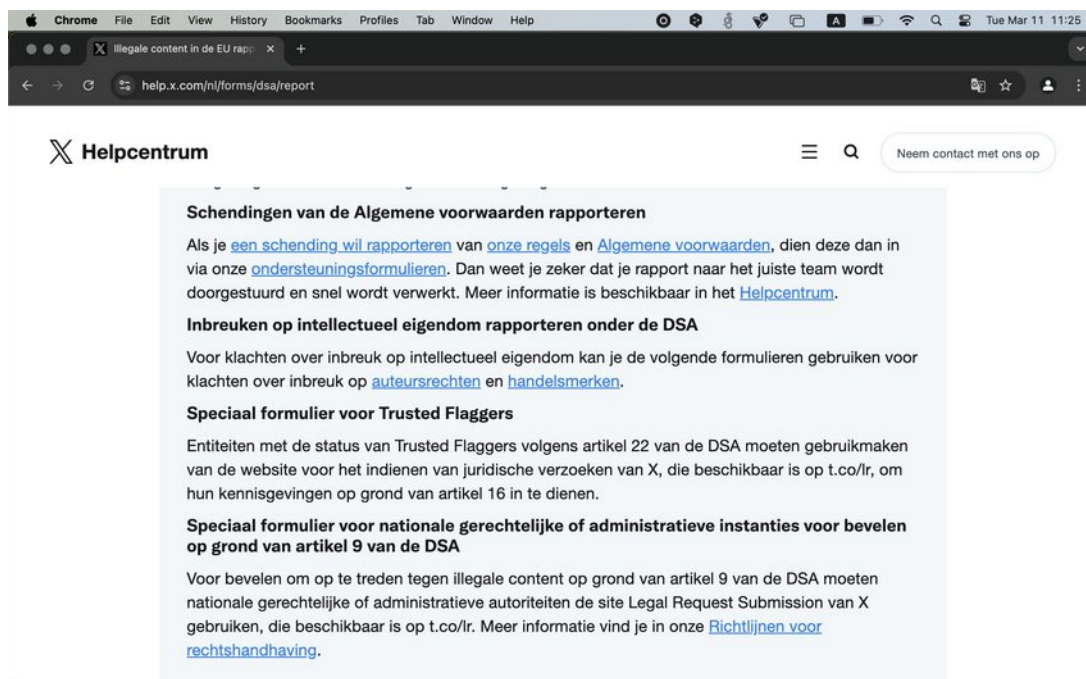 Chrome File Edit View History Bookmarks Profiles Tab Window Help
A
Tue Mar 11 11:25
Illegale content in de EU rapp
help.x.com/nl/forms/dsa/report
X Helpcentrum
Neem contact met ons op
Schendingen van de Algemene voorwaarden rapporteren
Als je een schending wil rapporteren van onze regels en Algemene voorwaarden, dien deze dan in
via onze ondersteuningsformulieren. Dan weet je zeker dat je rapport naar het juiste team wordt
doorgestuurd en snel wordt verwerkt. Meer informatie is beschikbaar in het Helpcentrum.
Inbreuken op intellectueel eigendom rapporteren onder de DSA
Voor klachten over inbreuk op intellectueel eigendom kan je de volgende formulieren gebruiken voor
klachten over inbreuk op auteursrechten en handelsmerken.
Speciaal formulier voor Trusted Flaggers
Entiteiten met de status van Trusted Flaggers volgens artikel 22 van de DSA moeten gebruikmaken
van de website voor het indienen van juridische verzoeken van X, die beschikbaar is op t.co/lr, om
hun kennisgevingen op grond van artikel 16 in te dienen.
Speciaal formulier voor nationale gerechtelijke of administratieve instanties voor bevelen
op grond van artikel 9 van de DSA
Voor bevelen om op te treden tegen illegale content op grond van artikel 9 van de DSA moeten
nationale gerechtelijke of administratieve autoriteiten de site Legal Request Submission van X
gebruiken, die beschikbaar is op t.co/lr. Meer informatie vind je in onze Richtlijnen voor
rechtshandhaving.